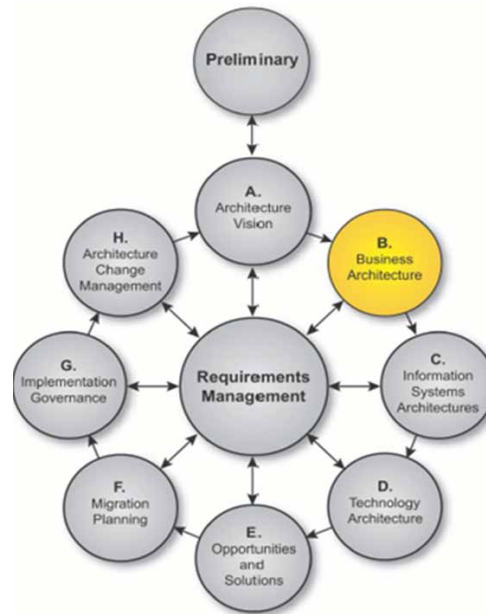 Preliminary
A.
Architecture
Vision
B.
Business
Architecture
C.
Information
Systems
Architectures
D.
Technology
Architecture
E.
Opportunities
and
Solutions
F.
Migration
Planning
G.
Implementation
Governance
H.
Architecture
Change
Management
Requirements
Management